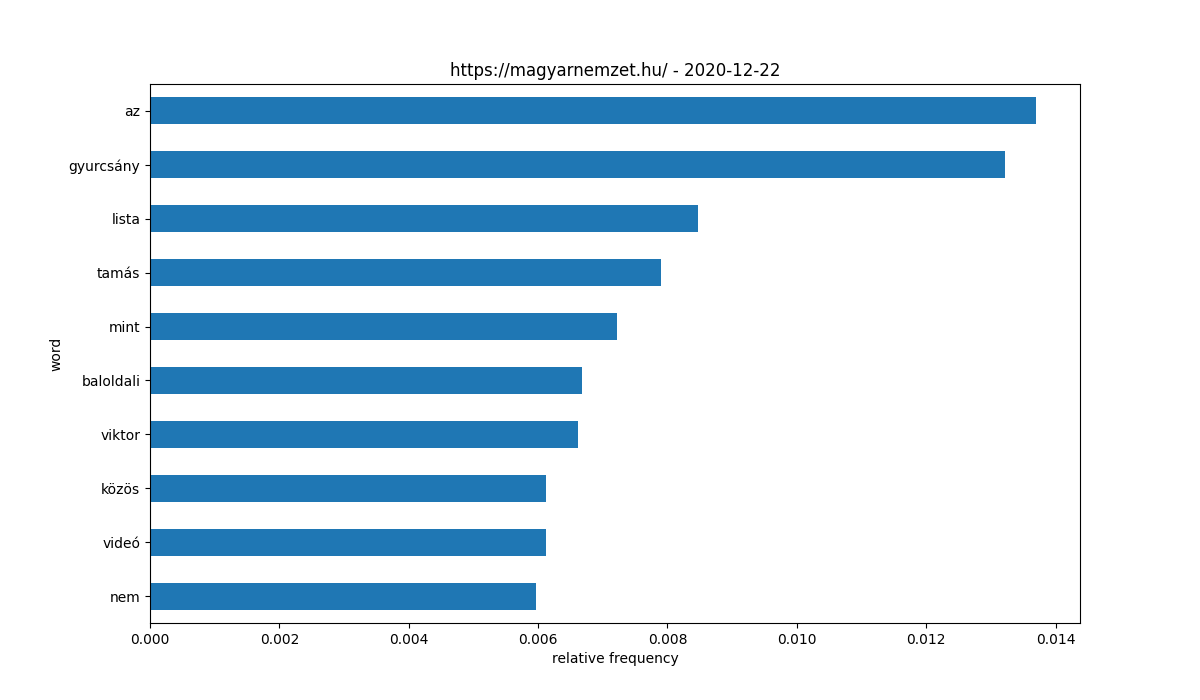 https://magyarnemzet.hu/ - 2020-12-22
az
gyurcsány
lista
tamás
mint
baloldali
viktor
közös
videó
nem
word
0.000 0.002 0.004 0.006 0.008 0.010 0.012 0.014
relative frequency